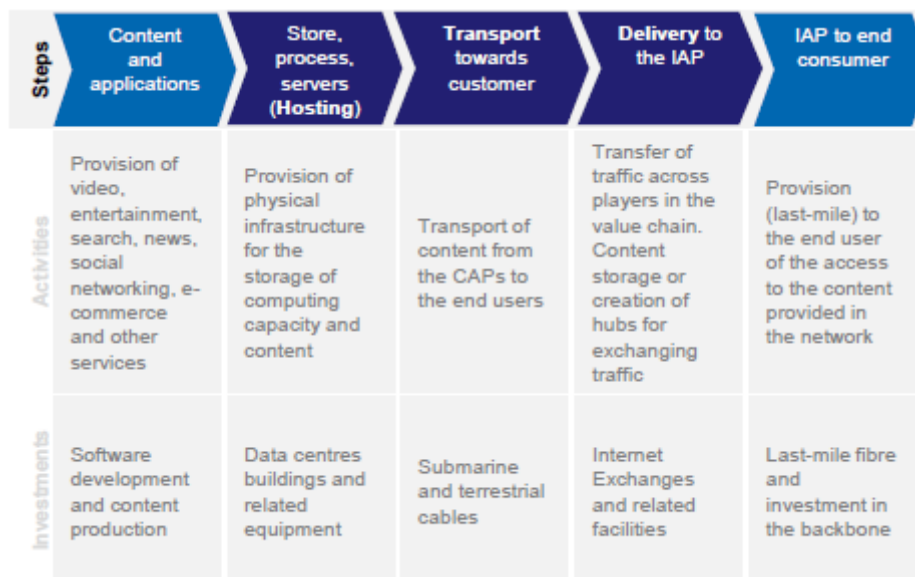 Steps
Content
and
applications
Store,
process,
servers
(Hosting)
Transport
towards
customer
Delivery to
the IAP
IAP to end
consumer
Activities
Provision of
video,
entertainment,
search, news,
social
networking, e-
commerce
and other
services
Provision of
physical
infrastructure
for the
storage of
computing
capacity and
content
Transport of
content from
the CAPs to
the end users
Transfer of
traffic across
players in the
value chain.
Content
storage or
creation of
hubs for
exchanging
traffic
Provision
(last-mile) to
the end user
of the access
to the content
provided in
the network
Investments
Software
development
and content
production
Data centres
buildings and
related
equipment
Submarine
and terrestrial
cables
Internet
Exchanges
and related
facilities
Last-mile fibre
and
investment in
the backbone